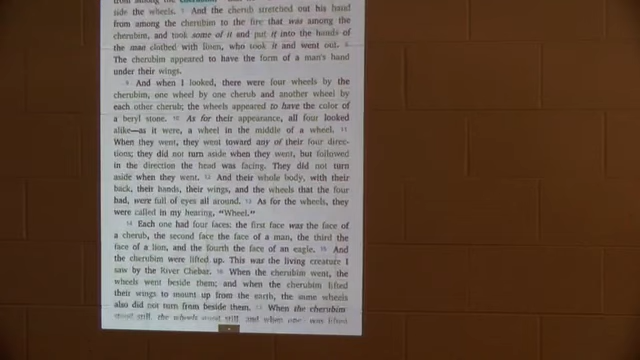 side the wheels. 7 And the cherub stretched out his hand
from among the cherubim to the fire that was among the
cherubim, and took some of it and put it into the hands of
the man clothed with linen, who took it and went out. 8
The cherubim appeared to have the form of a man's hand
under their wings.
9 And when I looked, there were four wheels by the
cherubim, one wheel by one cherub and another wheel by
each other cherub; the wheels appeared to have the color of
a beryl stone. 10 As for their appearance, all four looked
alike—as it were, a wheel in the middle of a wheel. 11
When they went, they went toward any of their four direc-
tions; they did not turn aside when they went, but followed
in the direction the head was facing. They did not turn
aside when they went. 12 And their whole body, with their
back, their hands, their wings, and the wheels that the four
had, were full of eyes all around. 13 As for the wheels, they
were called in my hearing, "Wheel."
14 Each one had four faces: the first face was the face of
a cherub, the second face the face of a man, the third the
face of a lion, and the fourth the face of an eagle. 15 And
the cherubim were lifted up. This was the living creature I
saw by the River Chebar. 16 When the cherubim went, the
wheels went beside them; and when the cherubim lifted
their wings to mount up from the earth, the same wheels
also did not turn from beside them. 17 When the cherubim
stood still, the wheels stood still, and when one was lifted